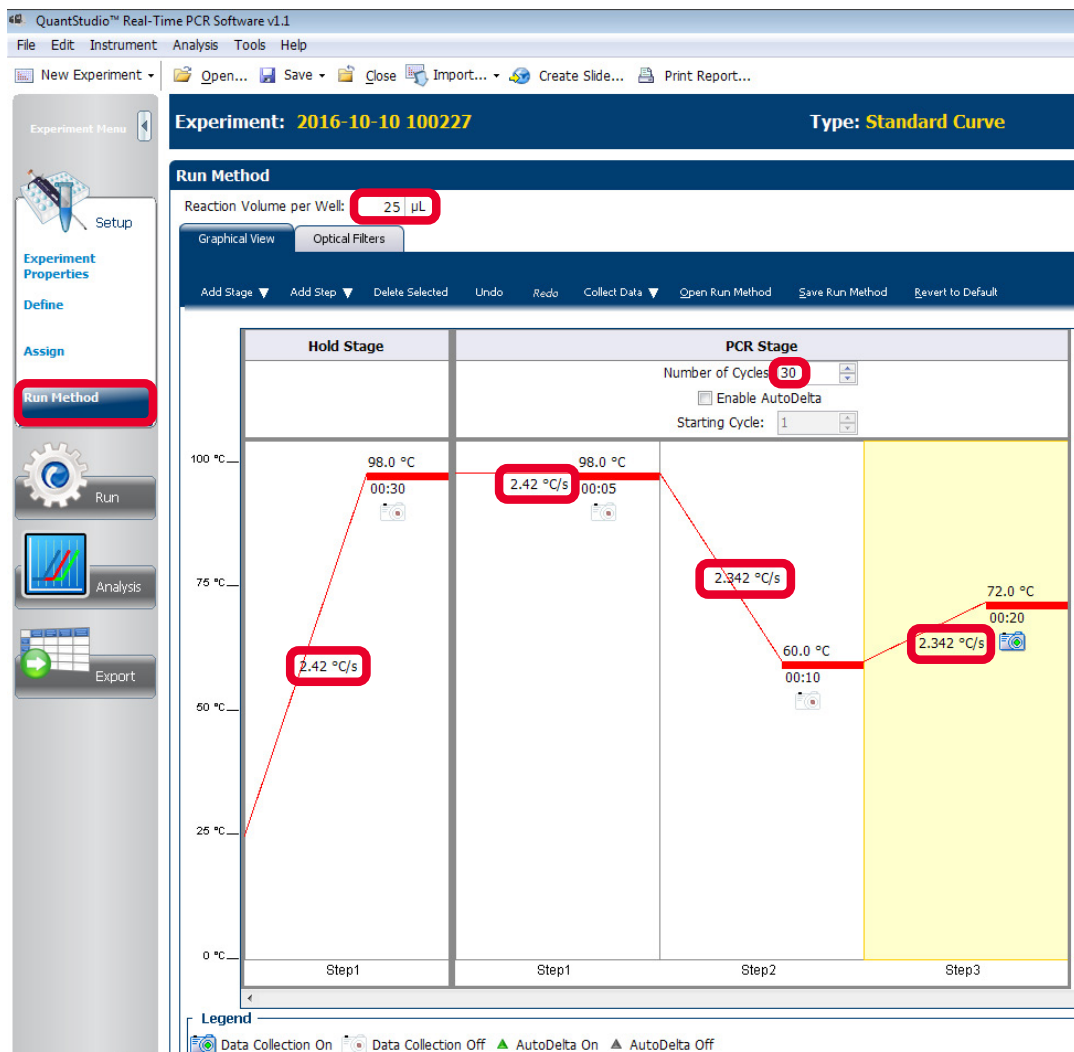 QuantStudio™ Real-Time PCR Software v1.1
File Edit Instrument Analysis Tools Help
New Experiment Open... Save Close Import... Create Slide... Print Report...
Experiment Menu
Experiment: 2016-10-10 100227 Type: Standard Curve
Run Method
Reaction Volume per Well: 25 µL
Setup
Graphical View Optical Filters
Experiment
Properties
Define
Assign
Run Method
Run
Analysis
Export
Add Stage Add Step Delete Selected Undo Redo Collect Data Open Run Method Save Run Method Revert to Default
Hold Stage PCR Stage
Number of Cycles: 30
Enable AutoDelta
Starting Cycle: 1
100 °C
98.0 °C 98.0 °C
2.42 °C/s
00:30 00:05
75 °C
2.342 °C/s
72.0 °C
00:20
2.342 °C/s
60.0 °C
2.42 °C/s
00:10
50 °C
25 °C
0 °C
Step1 Step1 Step2 Step3
Legend
Data Collection On Data Collection Off AutoDelta On AutoDelta Off